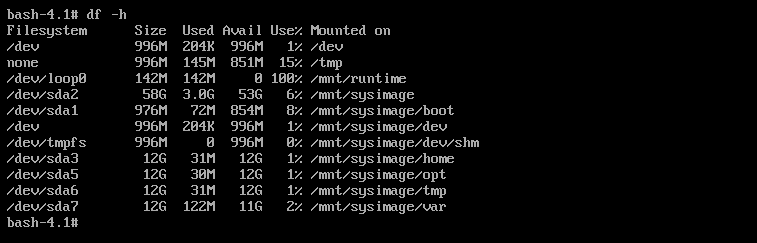 bash-4.1# df -h
Filesystem      Size  Used Avail Use% Mounted on
/dev            996M  204K  996M   1% /dev
none            996M  145M  851M  15% /tmp
/dev/loop0      142M  142M     0 100% /mnt/runtime
/dev/sda2        58G  3.0G   53G   6% /mnt/sysimage
/dev/sda1       976M   72M  854M   8% /mnt/sysimage/boot
/dev            996M  204K  996M   1% /mnt/sysimage/dev
/dev/tmpfs      996M     0  996M   0% /mnt/sysimage/dev/shm
/dev/sda3        12G   31M   12G   1% /mnt/sysimage/home
/dev/sda5        12G   30M   12G   1% /mnt/sysimage/opt
/dev/sda6        12G   31M   12G   1% /mnt/sysimage/tmp
/dev/sda7        12G  122M   11G   2% /mnt/sysimage/var
bash-4.1#